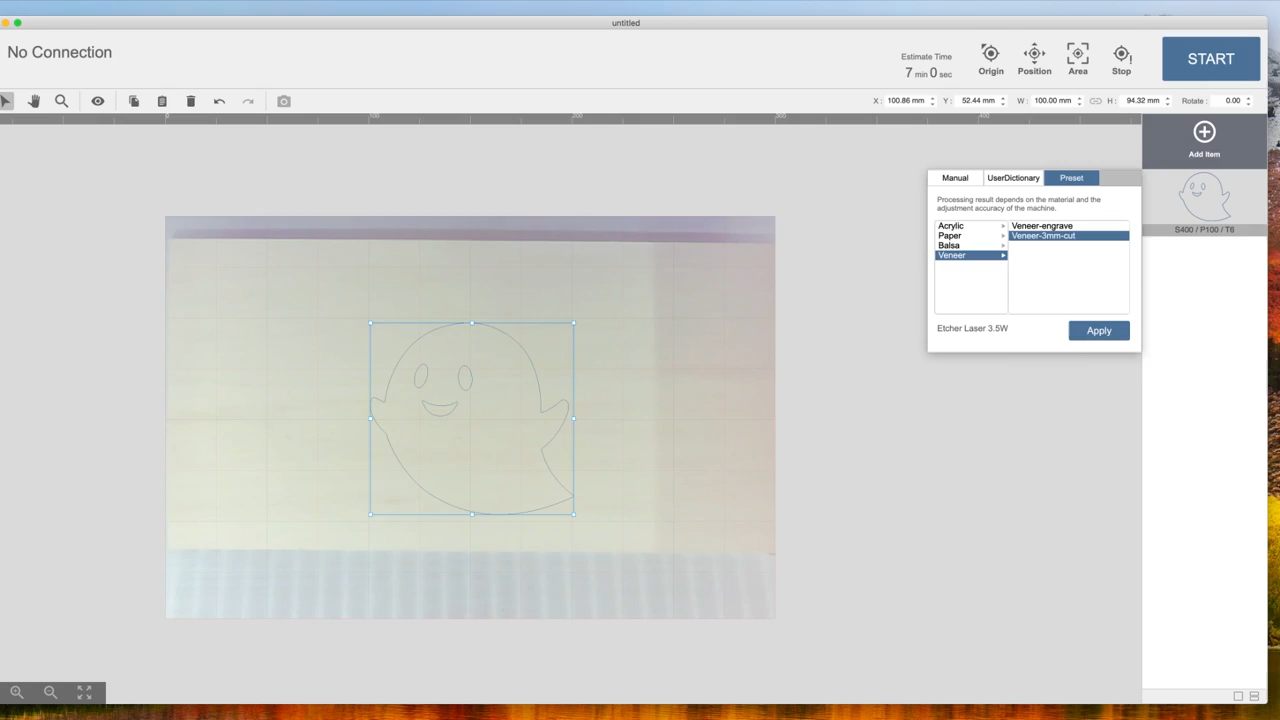 untitled
No Connection
Estimate Time
7 min 0 sec
Origin
Position
Area
Stop
START
X : 100.86 mm
Y : 52.44 mm
W : 100.00 mm
H : 94.32 mm
Rotate : 0.00
0
100
200
300
400
Add Item
S400 / P100 / T6
Manual
UserDictionary
Preset
Processing result depends on the material and the
adjustment accuracy of the machine.
Acrylic
Paper
Balsa
Veneer
Veneer-engrave
Veneer-3mm-cut
Etcher Laser 3.5W
Apply